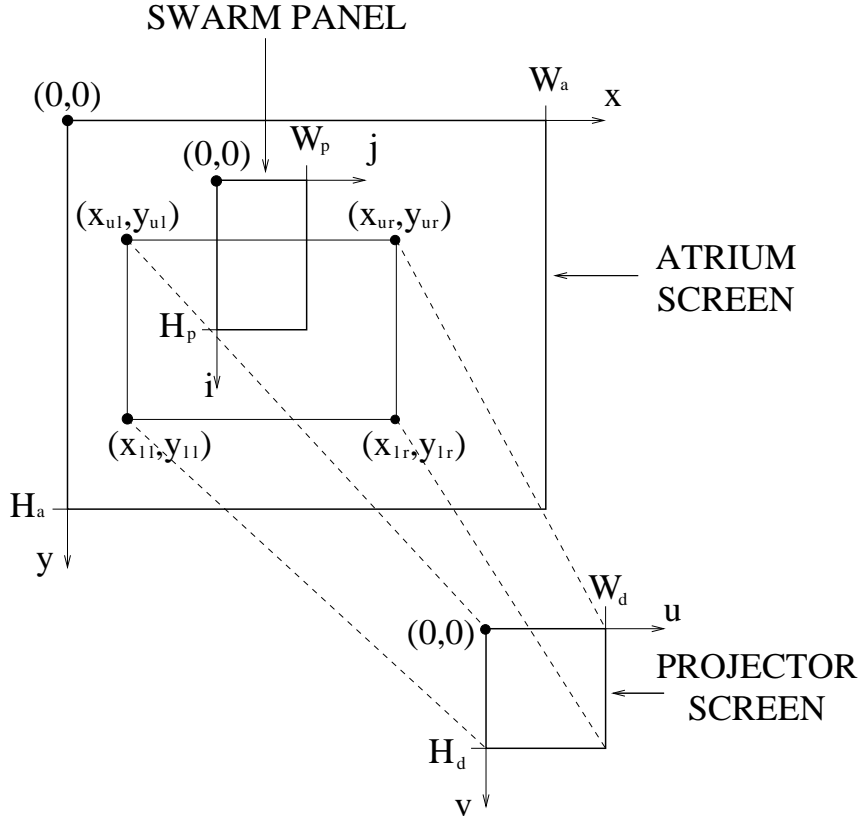 SWARM PANEL
W_a
x
(0,0)
W_p
j
(0,0)
(x_ul,y_ul)
(x_ur,y_ur)
ATRIUM
SCREEN
H_p
i
(x_ll,y_ll)
(x_lr,y_lr)
H_a
y
W_d
u
(0,0)
PROJECTOR
SCREEN
H_d
v